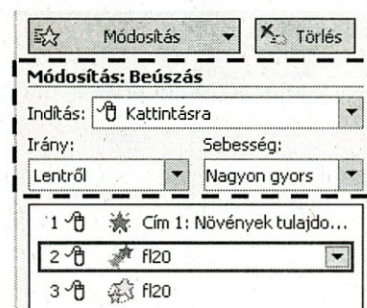 Módosítás Törlés
Módosítás: Beúszás
Indítás: Kattintásra
Irány: Sebesség:
Lentről Nagyon gyors
1 Cím 1: Növények tulajdo...
2 fl20
3 fl20